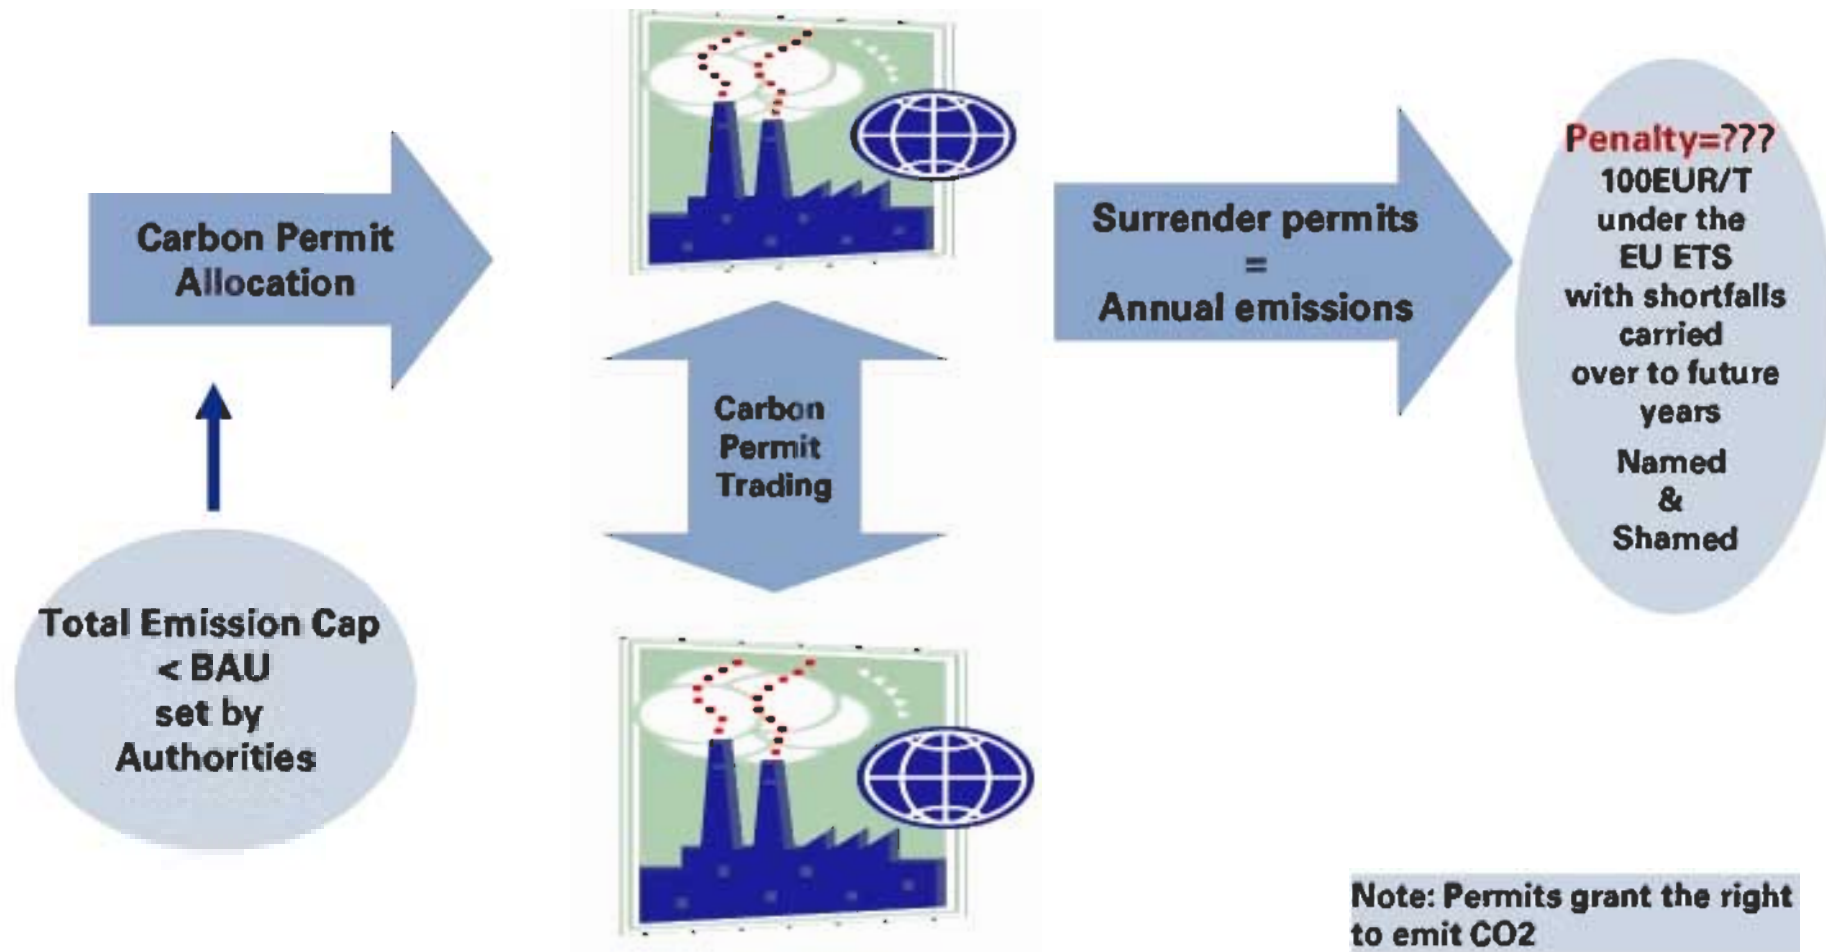 Carbon Permit
Allocation
Total Emission Cap
< BAU
set by
Authorities
Carbon
Permit
Trading
Surrender permits
=
Annual emissions
Penalty=???
100EUR/T
under the
EU ETS
with shortfalls
carried
over to future
years
Named
&
Shamed
Note: Permits grant the right
to emit CO2